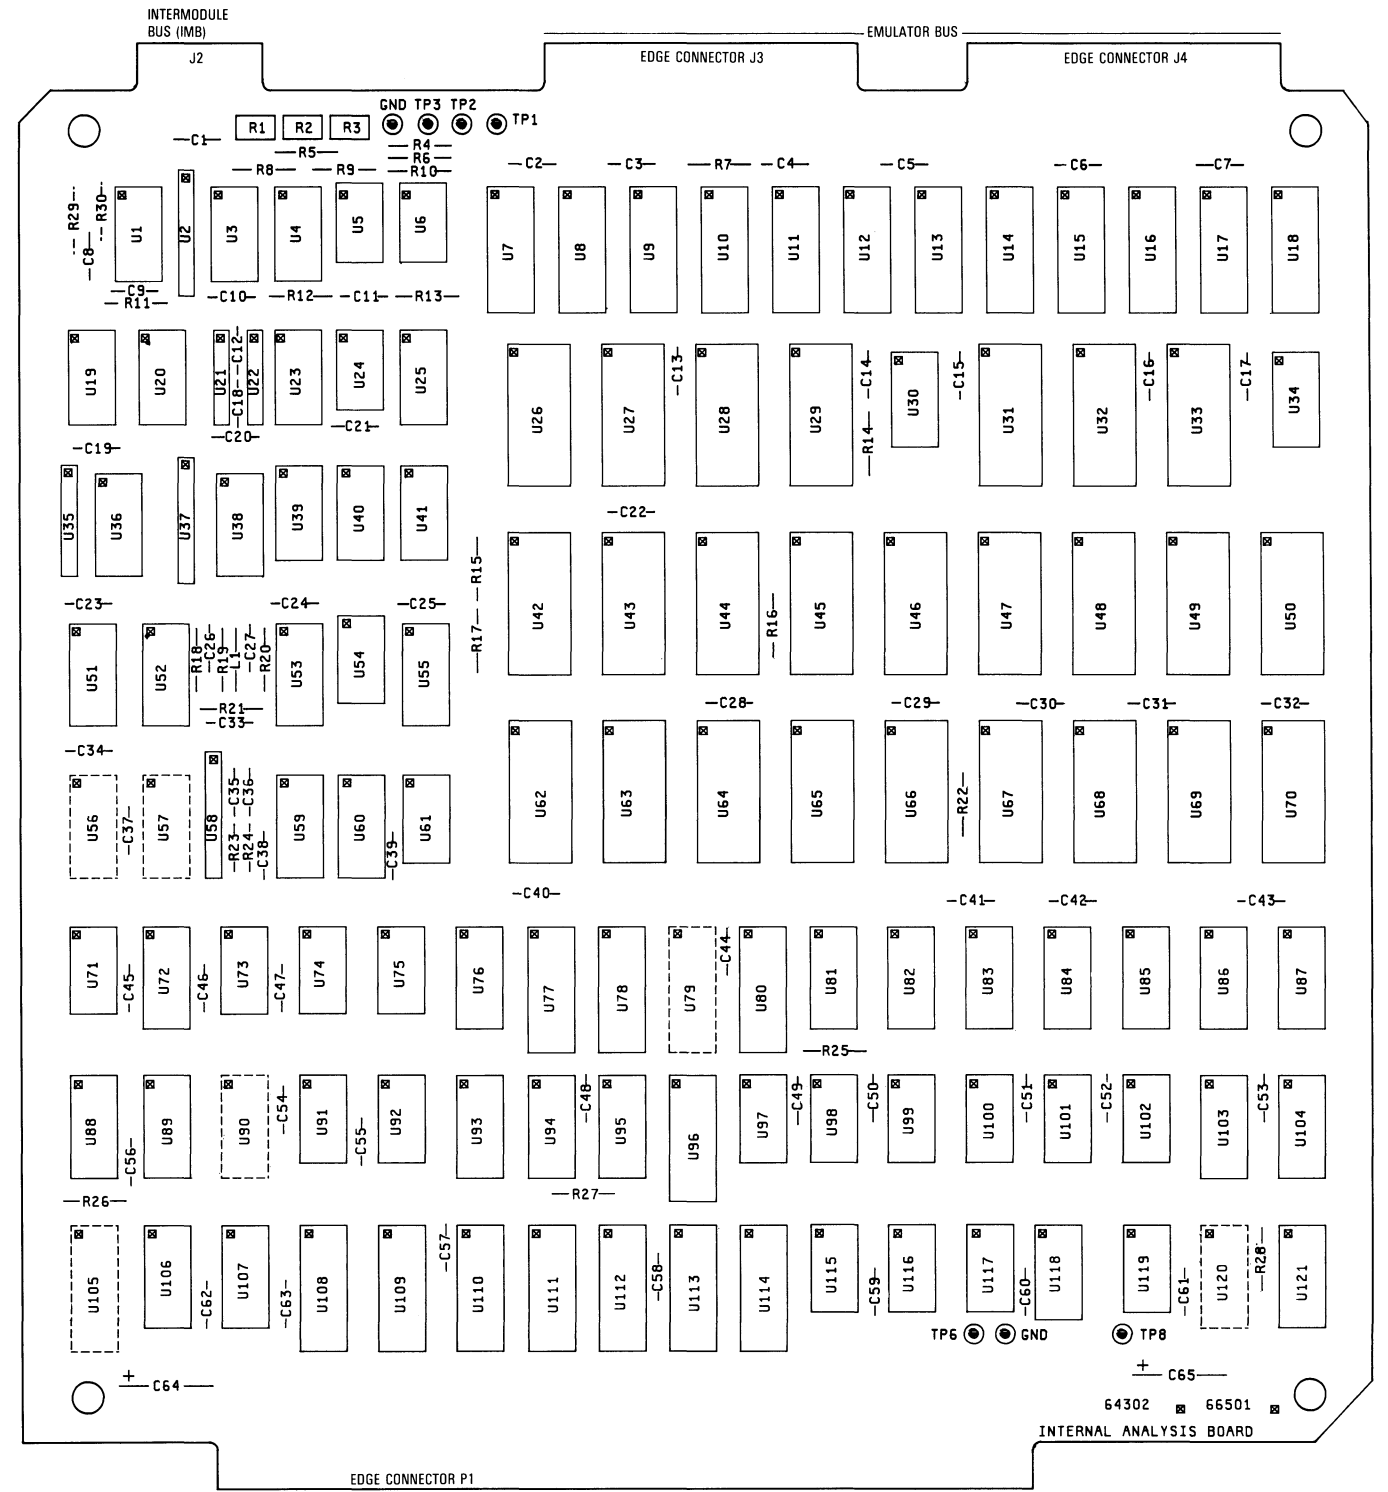 INTERMODULE
BUS (IMB)
EMULATOR BUS
J2
EDGE CONNECTOR J3
EDGE CONNECTOR J4
GND TP3 TP2
TP1
R1 R2 R3
C1
R4
R5
R6
R8 R9 R10
C2 C3 R7 C4 C5 C6 C7
R29 R30 C8
U1 U2 U3 U4 U5 U6 U7 U8 U9 U10 U11 U12 U13 U14 U15 U16 U17 U18
C9
R11
C10 R12 C11 R13
U19 U20 U21 C12 C18 U22 U23 U24 U25
U26 U27 C13 U28 U29 C14 R14 U30 C15 U31 U32 C16 U33 C17 U34
C20 C21
C19
U35 U36 U37 U38 U39 U40 U41
C22
C23 C24 C25
R15 R17
U42 U43 U44 R16 U45 U46 U47 U48 U49 U50
U51 U52 R18 C26 R19 L1 C27 R20 U53 U54 U55
R21
C33
C28 C29 C30 C31 C32
C34
U56 C37 U57 U58 C35 R23 C36 R24 C38 U59 U60 C39 U61
U62 U63 U64 U65 U66 R22 U67 U68 U69 U70
C40 C41 C42 C43
U71 C45 U72 C46 U73 C47 U74 U75 U76 U77 U78 U79 C44 U80 U81 U82 U83 U84 U85 U86 U87
R25
U88 C56 U89 U90 C54 U91 C55 U92 U93 U94 C48 U95 U96 U97 C49 U98 C50 U99 U100 C51 U101 C52 U102 U103 C53 U104
R26 R27
U105 U106 C62 U107 C63 U108 U109 C57 U110 U111 U112 C58 U113 U114 U115 C59 U116 U117 C60 U118 U119 C61 U120 R28 U121
TP6 GND TP8
+ C64
+ C65
64302 66501
INTERNAL ANALYSIS BOARD
EDGE CONNECTOR P1